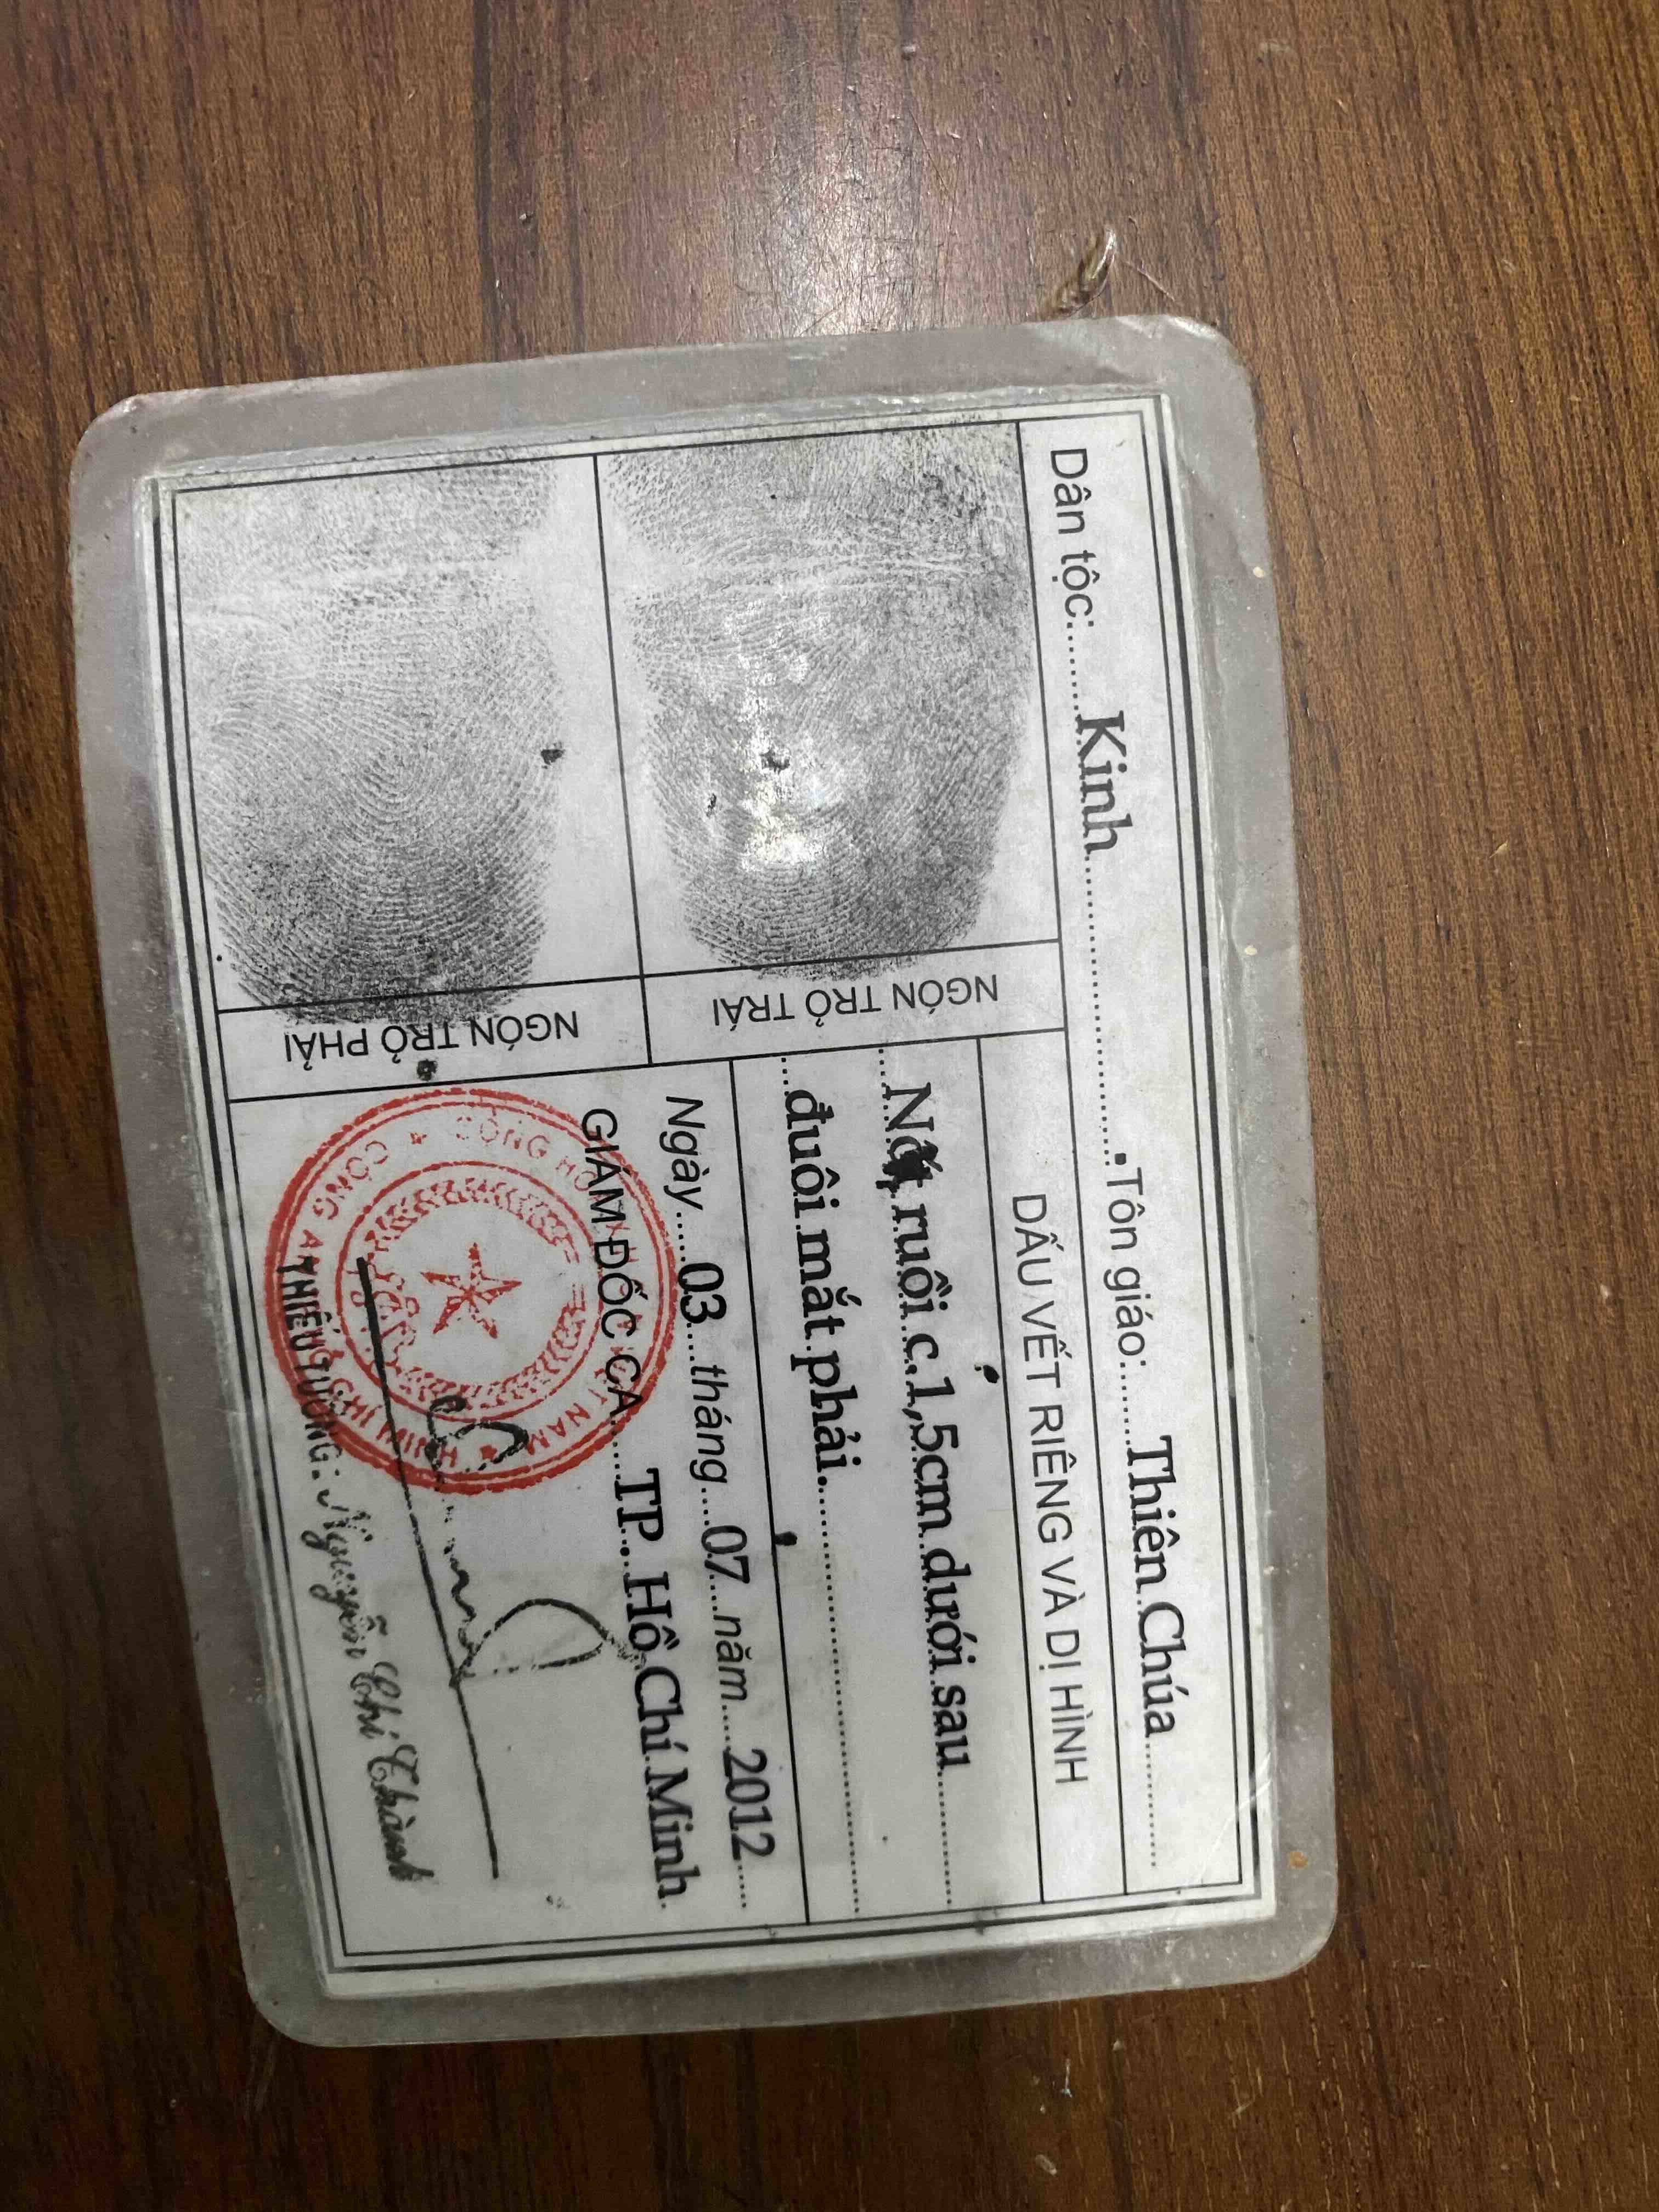 Dân tộc: Kinh Tôn giáo: Thiên Chúa
NGÓN TRỎ TRÁI
NGÓN TRỎ PHẢI
DẤU VẾT RIÊNG VÀ DỊ HÌNH
Nốt ruồi c.1,5cm dưới sau
đuôi mắt phải.
Ngày 03 tháng 07 năm 2012
GIÁM ĐỐC CA TP. Hồ Chí Minh
CÔNG AN
THIẾU TƯỚNG: Nguyễn Chí Thành